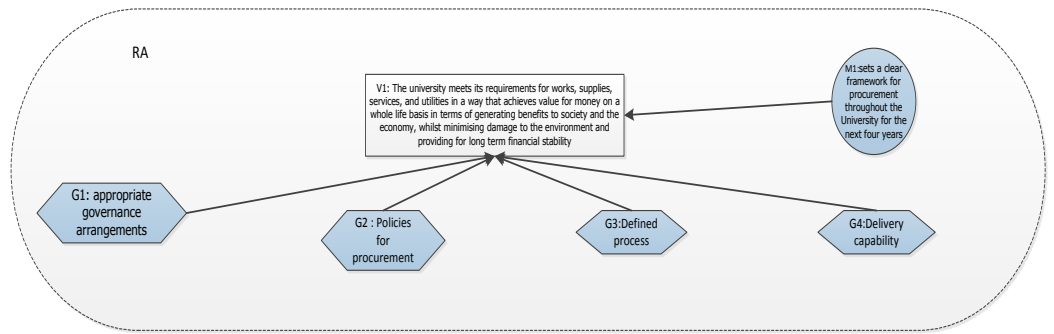 RA
V1: The university meets its requirements for works, supplies,
services, and utilities in a way that achieves value for money on a
whole life basis in terms of generating benefits to society and the
economy, whilst minimising damage to the environment and
providing for long term financial stability
M1:sets a clear
framework for
procurement
throughout the
University for the
next four years
G1: appropriate
governance
arrangements
G2 : Policies
for
procurement
G3:Defined
process
G4:Delivery
capability